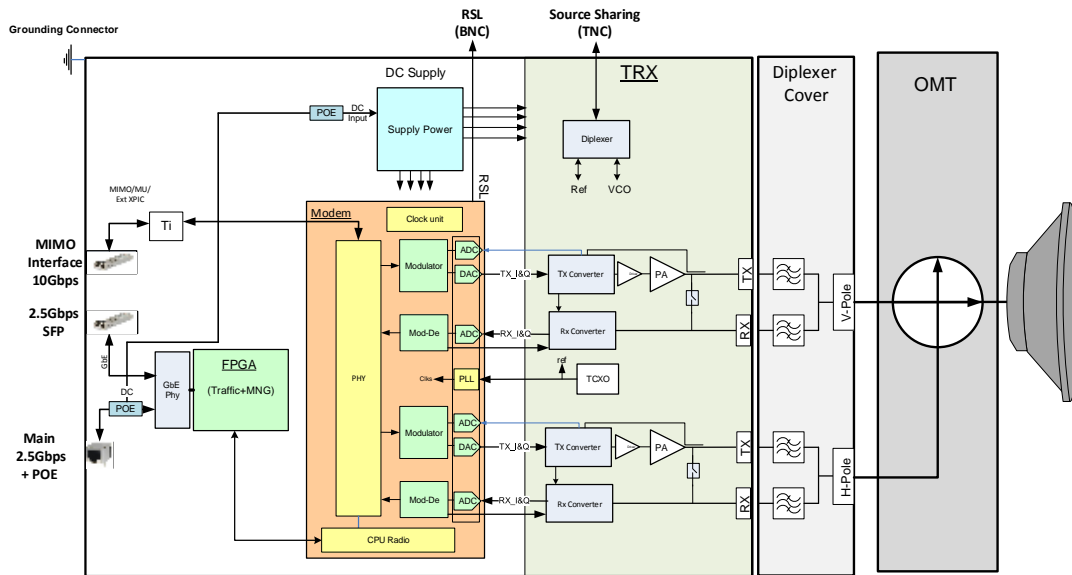 RSL
(BNC)
Source Sharing
(TNC)
Grounding Connector
DC Supply
TRX
Diplexer
Cover
OMT
POE
DC
Input
Supply Power
Diplexer
Ref
VCO
RSL
MIMO/MU/
Ext XPIC
Ti
MIMO
Interface
10Gbps
2.5Gbps
SFP
GbE
DC
POE
GbE
Phy
FPGA
(Traffic+MNG)
Main
2.5Gbps
+ POE
Modem
Clock unit
PHY
Modulator
ADC
DAC
TX_I&Q
Tx Converter
PA
TX
Mod-De
ADC
RX_I&Q
Rx Converter
RX
V-Pole
Clks
PLL
ref
TCXO
Modulator
ADC
DAC
TX_I&Q
Tx Converter
PA
TX
Mod-De
ADC
RX_I&Q
Rx Converter
RX
H-Pole
CPU Radio